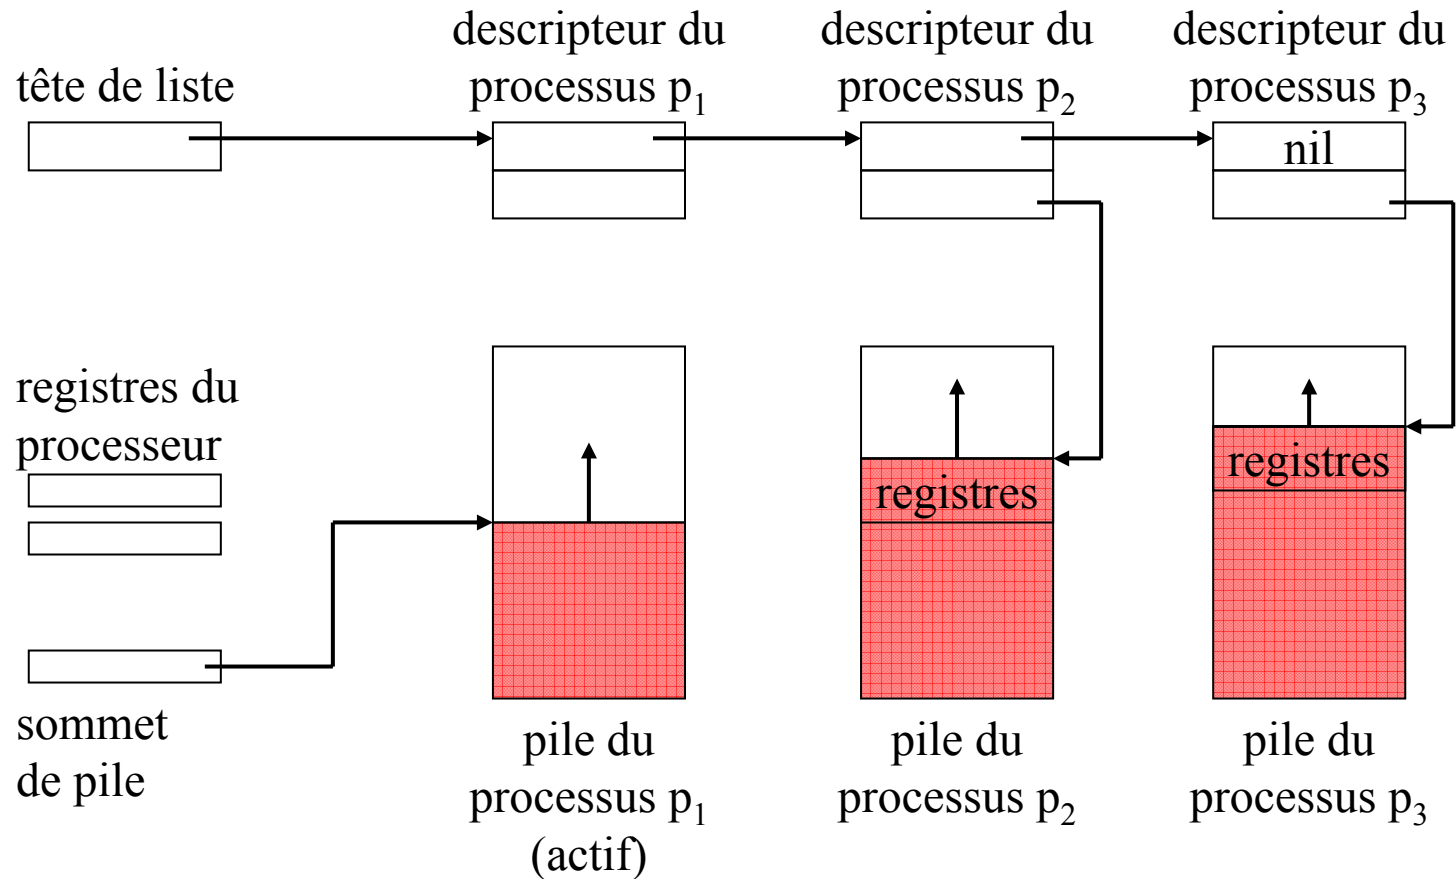 tête de liste
descripteur du
processus p₁
descripteur du
processus p₂
descripteur du
processus p₃
nil
registres du
processeur
sommet
de pile
registres
registres
pile du
processus p₁
(actif)
pile du
processus p₂
pile du
processus p₃